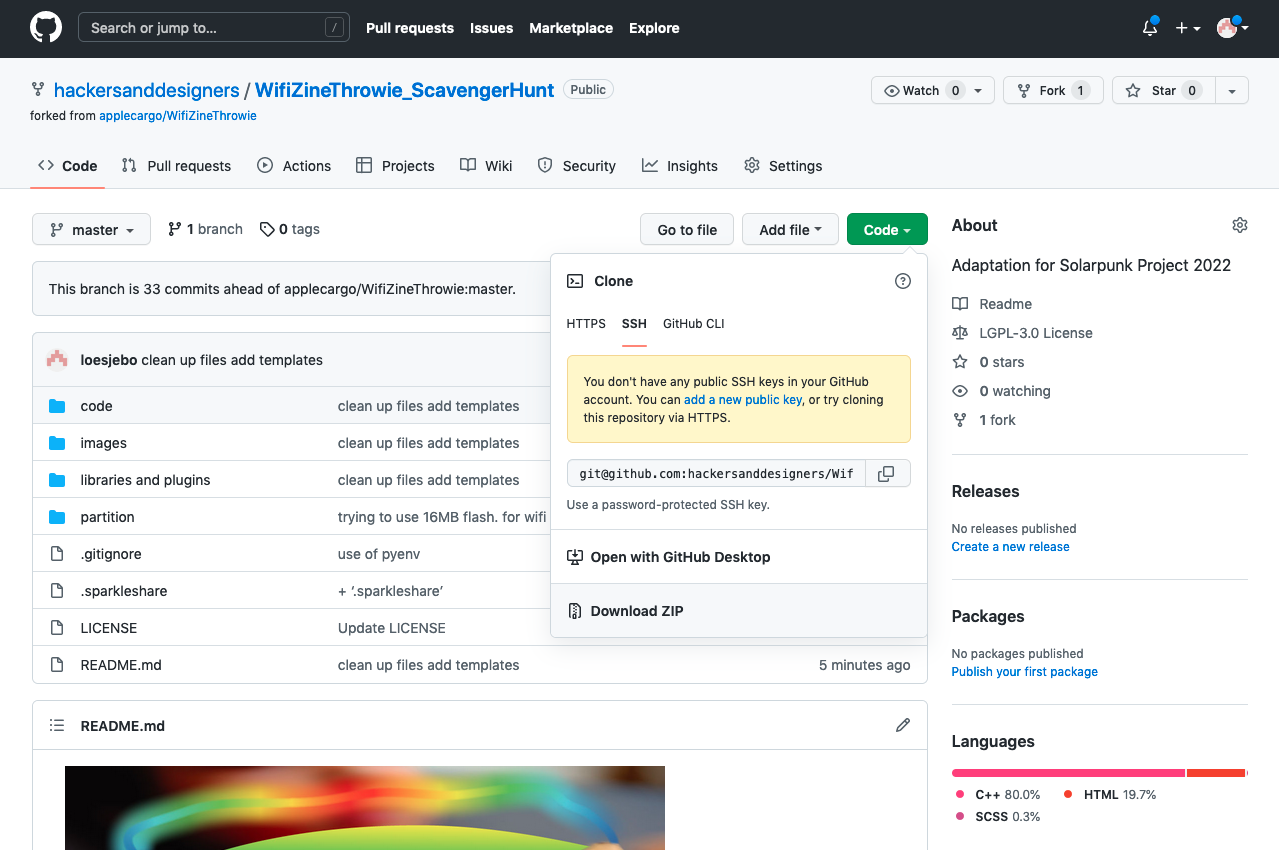 Search or jump to... /
Pull requests Issues Marketplace Explore
hackersanddesigners / WifiZineThrowie_ScavengerHunt Public
Watch 0 Fork 1 Star 0
forked from applecargo/WifiZineThrowie
Code Pull requests Actions Projects Wiki Security Insights Settings
master 1 branch 0 tags
Go to file Add file Code
This branch is 33 commits ahead of applecargo/WifiZineThrowie:master.
loesjebo clean up files add templates
code clean up files add templates
images clean up files add templates
libraries and plugins clean up files add templates
partition trying to use 16MB flash. for wifi
.gitignore use of pyenv
.sparkleshare + ‘.sparkleshare’
LICENSE Update LICENSE
README.md clean up files add templates 5 minutes ago
Clone
HTTPS SSH GitHub CLI
You don't have any public SSH keys in your GitHub
account. You can add a new public key, or try cloning
this repository via HTTPS.
git@github.com:hackersanddesigners/Wif
Use a password-protected SSH key.
Open with GitHub Desktop
Download ZIP
README.md
About
Adaptation for Solarpunk Project 2022
Readme
LGPL-3.0 License
0 stars
0 watching
1 fork
Releases
No releases published
Create a new release
Packages
No packages published
Publish your first package
Languages
C++ 80.0% HTML 19.7%
SCSS 0.3%